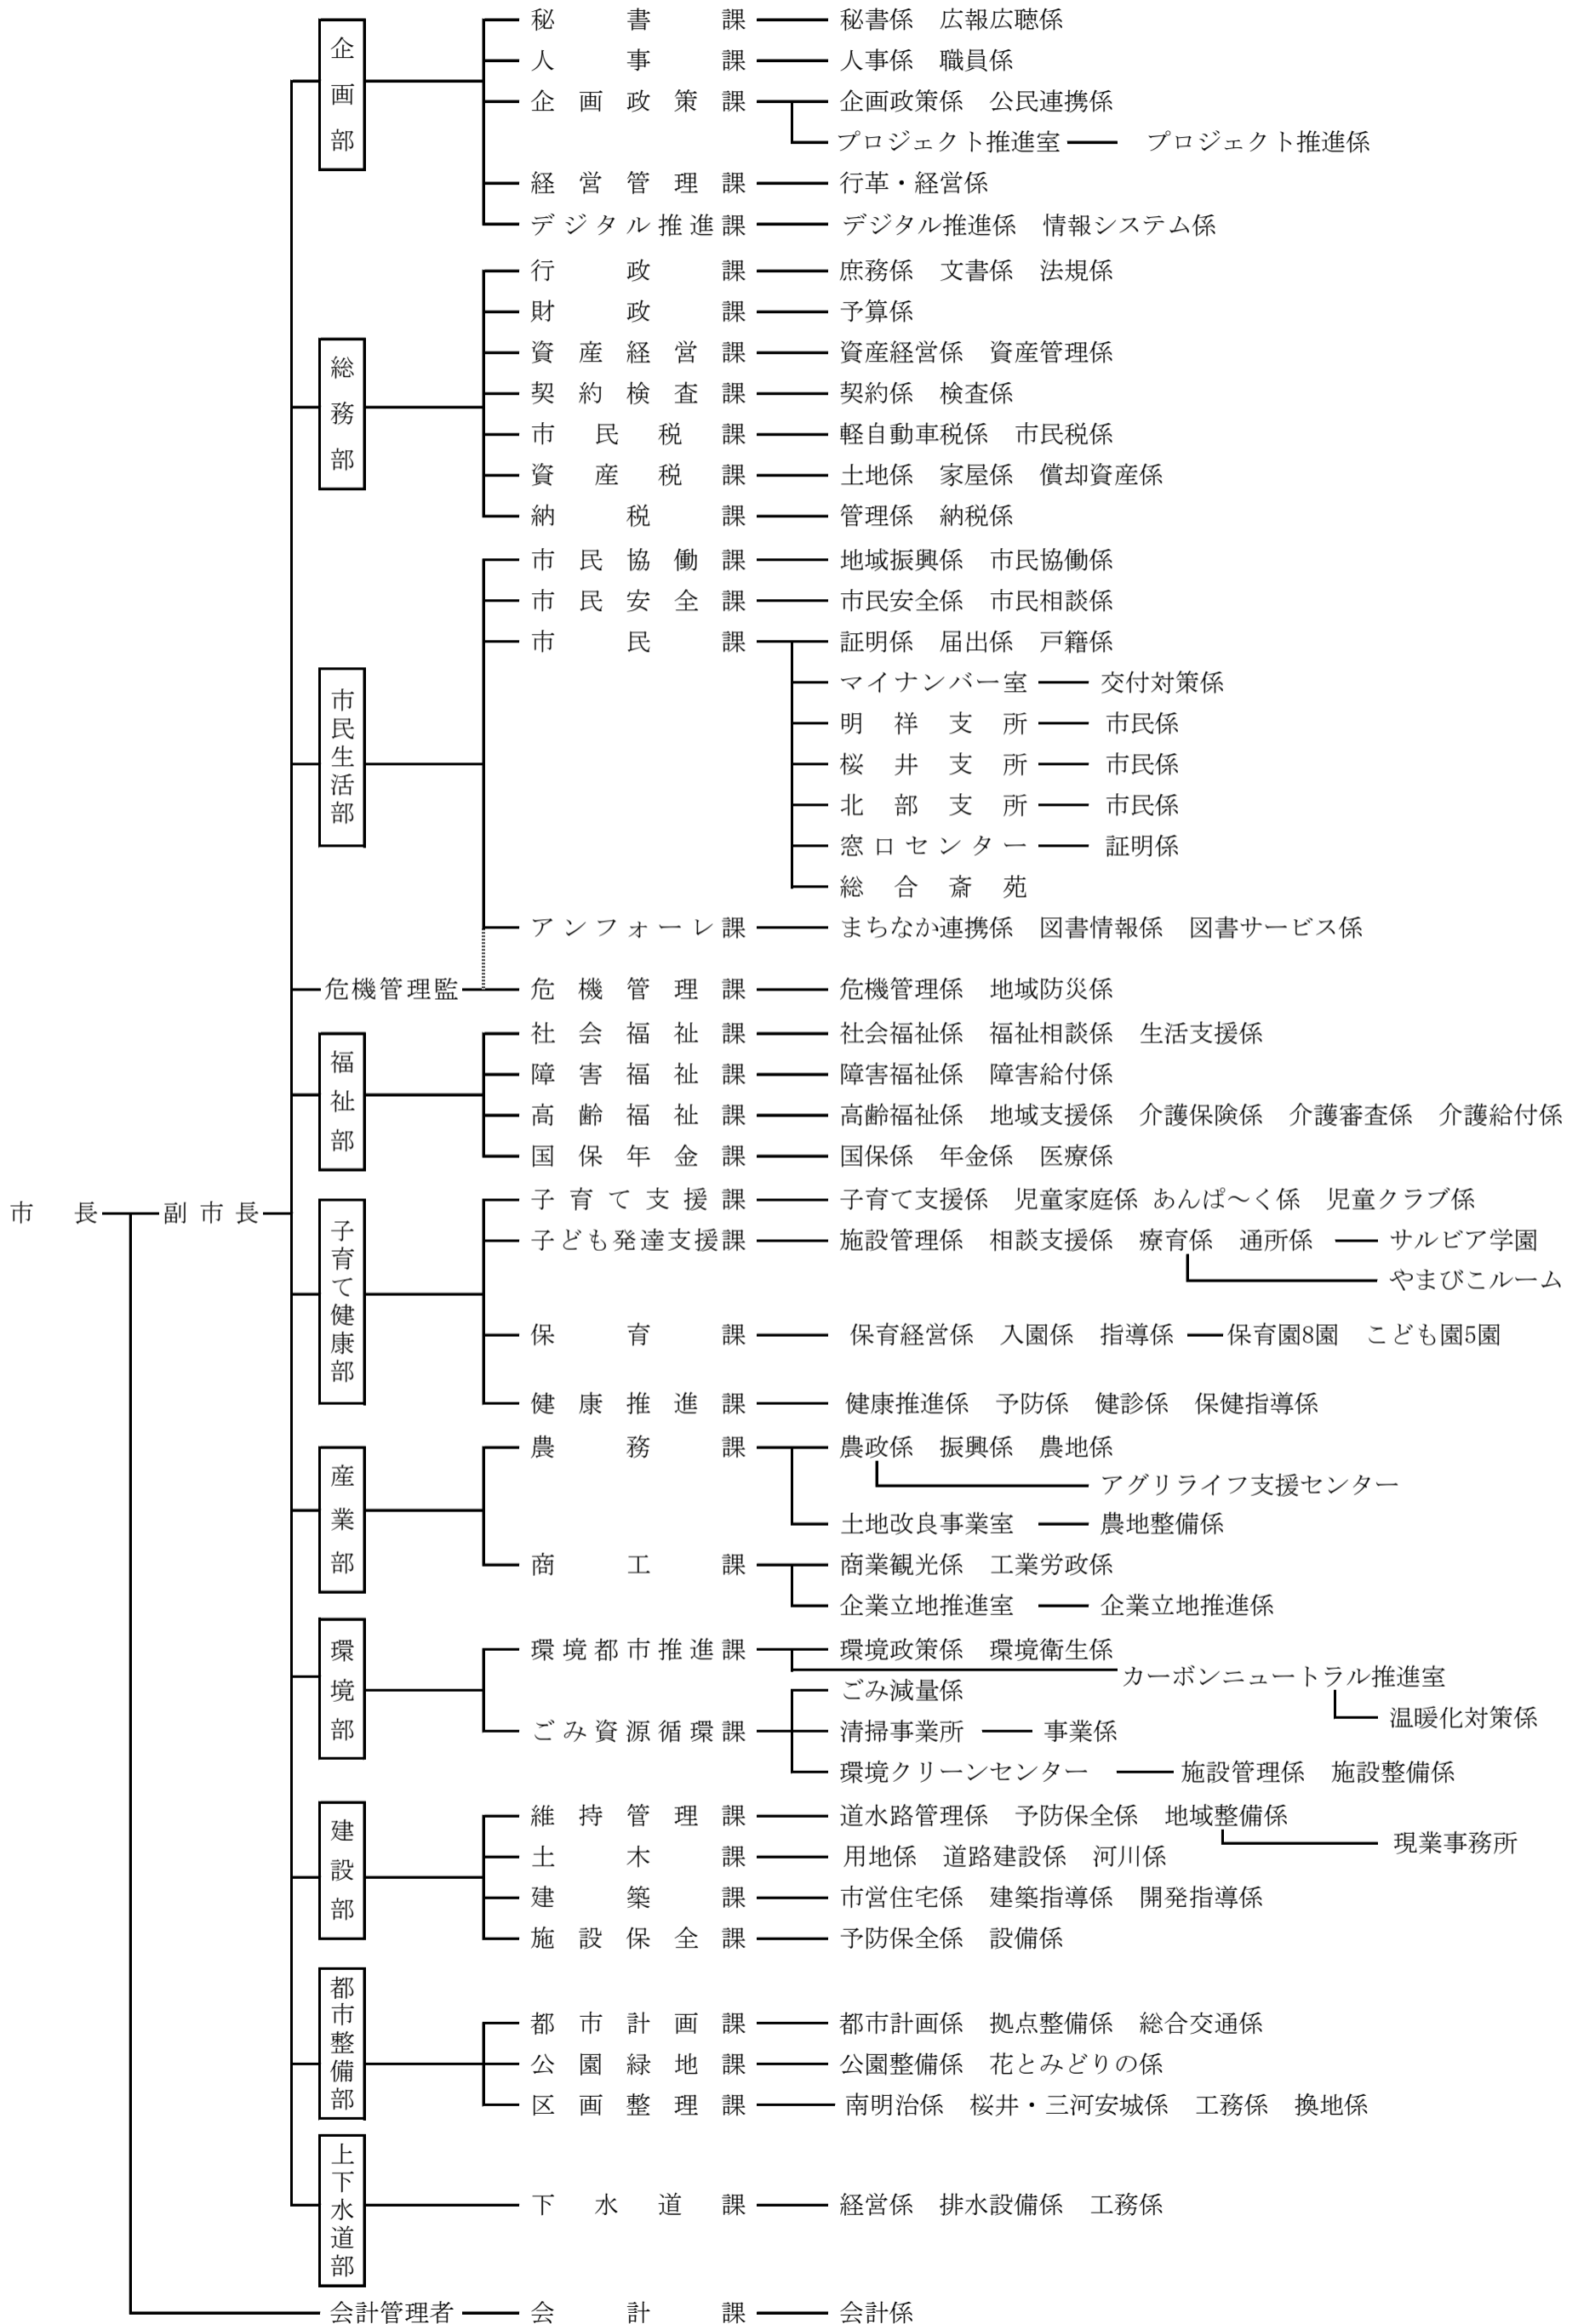 企画部
秘書課 秘書係 広報広聴係
人事課 人事係 職員係
企画政策課 企画政策係 公民連携係
プロジェクト推進室 プロジェクト推進係
経営管理課 行革・経営係
デジタル推進課 デジタル推進係 情報システム係
総務部
行政課 庶務係 文書係 法規係
財政課 予算係
資産経営課 資産経営係 資産管理係
契約検査課 契約係 検査係
市民税課 軽自動車税係 市民税係
資産税課 土地係 家屋係 償却資産係
納税課 管理係 納税係
市民生活部
市民協働課 地域振興係 市民協働係
市民安全課 市民安全係 市民相談係
市民課 証明係 届出係 戸籍係
マイナンバー室 交付対策係
明祥支所 市民係
桜井支所 市民係
北部支所 市民係
窓口センター 証明係
総合斎苑
アンフォーレ課 まちなか連携係 図書情報係 図書サービス係
危機管理監 危機管理課 危機管理係 地域防災係
福祉部
社会福祉課 社会福祉係 福祉相談係 生活支援係
障害福祉課 障害福祉係 障害給付係
高齢福祉課 高齢福祉係 地域支援係 介護保険係 介護審査係 介護給付係
国保年金課 国保係 年金係 医療係
市長 副市長
子育て健康部
子育て支援課 子育て支援係 児童家庭係 あんぱ～く係 児童クラブ係
子ども発達支援課 施設管理係 相談支援係 療育係 通所係 サルビア学園
やまびこルーム
保育課 保育経営係 入園係 指導係 保育園8園 こども園5園
健康推進課 健康推進係 予防係 健診係 保健指導係
産業部
農務課 農政係 振興係 農地係
アグリライフ支援センター
土地改良事業室 農地整備係
商工課 商業観光係 工業労政係
企業立地推進室 企業立地推進係
環境部
環境都市推進課 環境政策係 環境衛生係
カーボンニュートラル推進室
ごみ減量係
温暖化対策係
ごみ資源循環課 清掃事業所 事業係
環境クリーンセンター 施設管理係 施設整備係
建設部
維持管理課 道水路管理係 予防保全係 地域整備係
現業事務所
土木課 用地係 道路建設係 河川係
建築課 市営住宅係 建築指導係 開発指導係
施設保全課 予防保全係 設備係
都市整備部
都市計画課 都市計画係 拠点整備係 総合交通係
公園緑地課 公園整備係 花とみどりの係
区画整理課 南明治係 桜井・三河安城係 工務係 換地係
上下水道部
下水道課 経営係 排水設備係 工務係
会計管理者 会計課 会計係